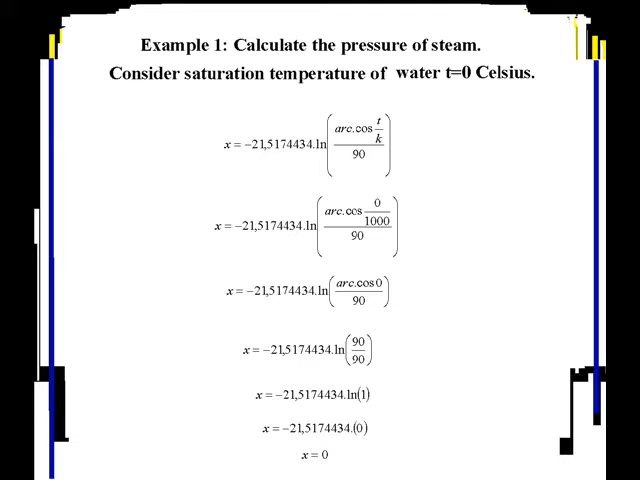 Example 1: Calculate the pressure of steam.
Consider saturation temperature of water t=0 Celsius.
x = −21,5174434.ln(arc.cos t/k / 90)
x = −21,5174434.ln(arc.cos 0/1000 / 90)
x = −21,5174434.ln(arc.cos0 / 90)
x = −21,5174434.ln(90/90)
x = −21,5174434.ln(1)
x = −21,5174434.(0)
x = 0